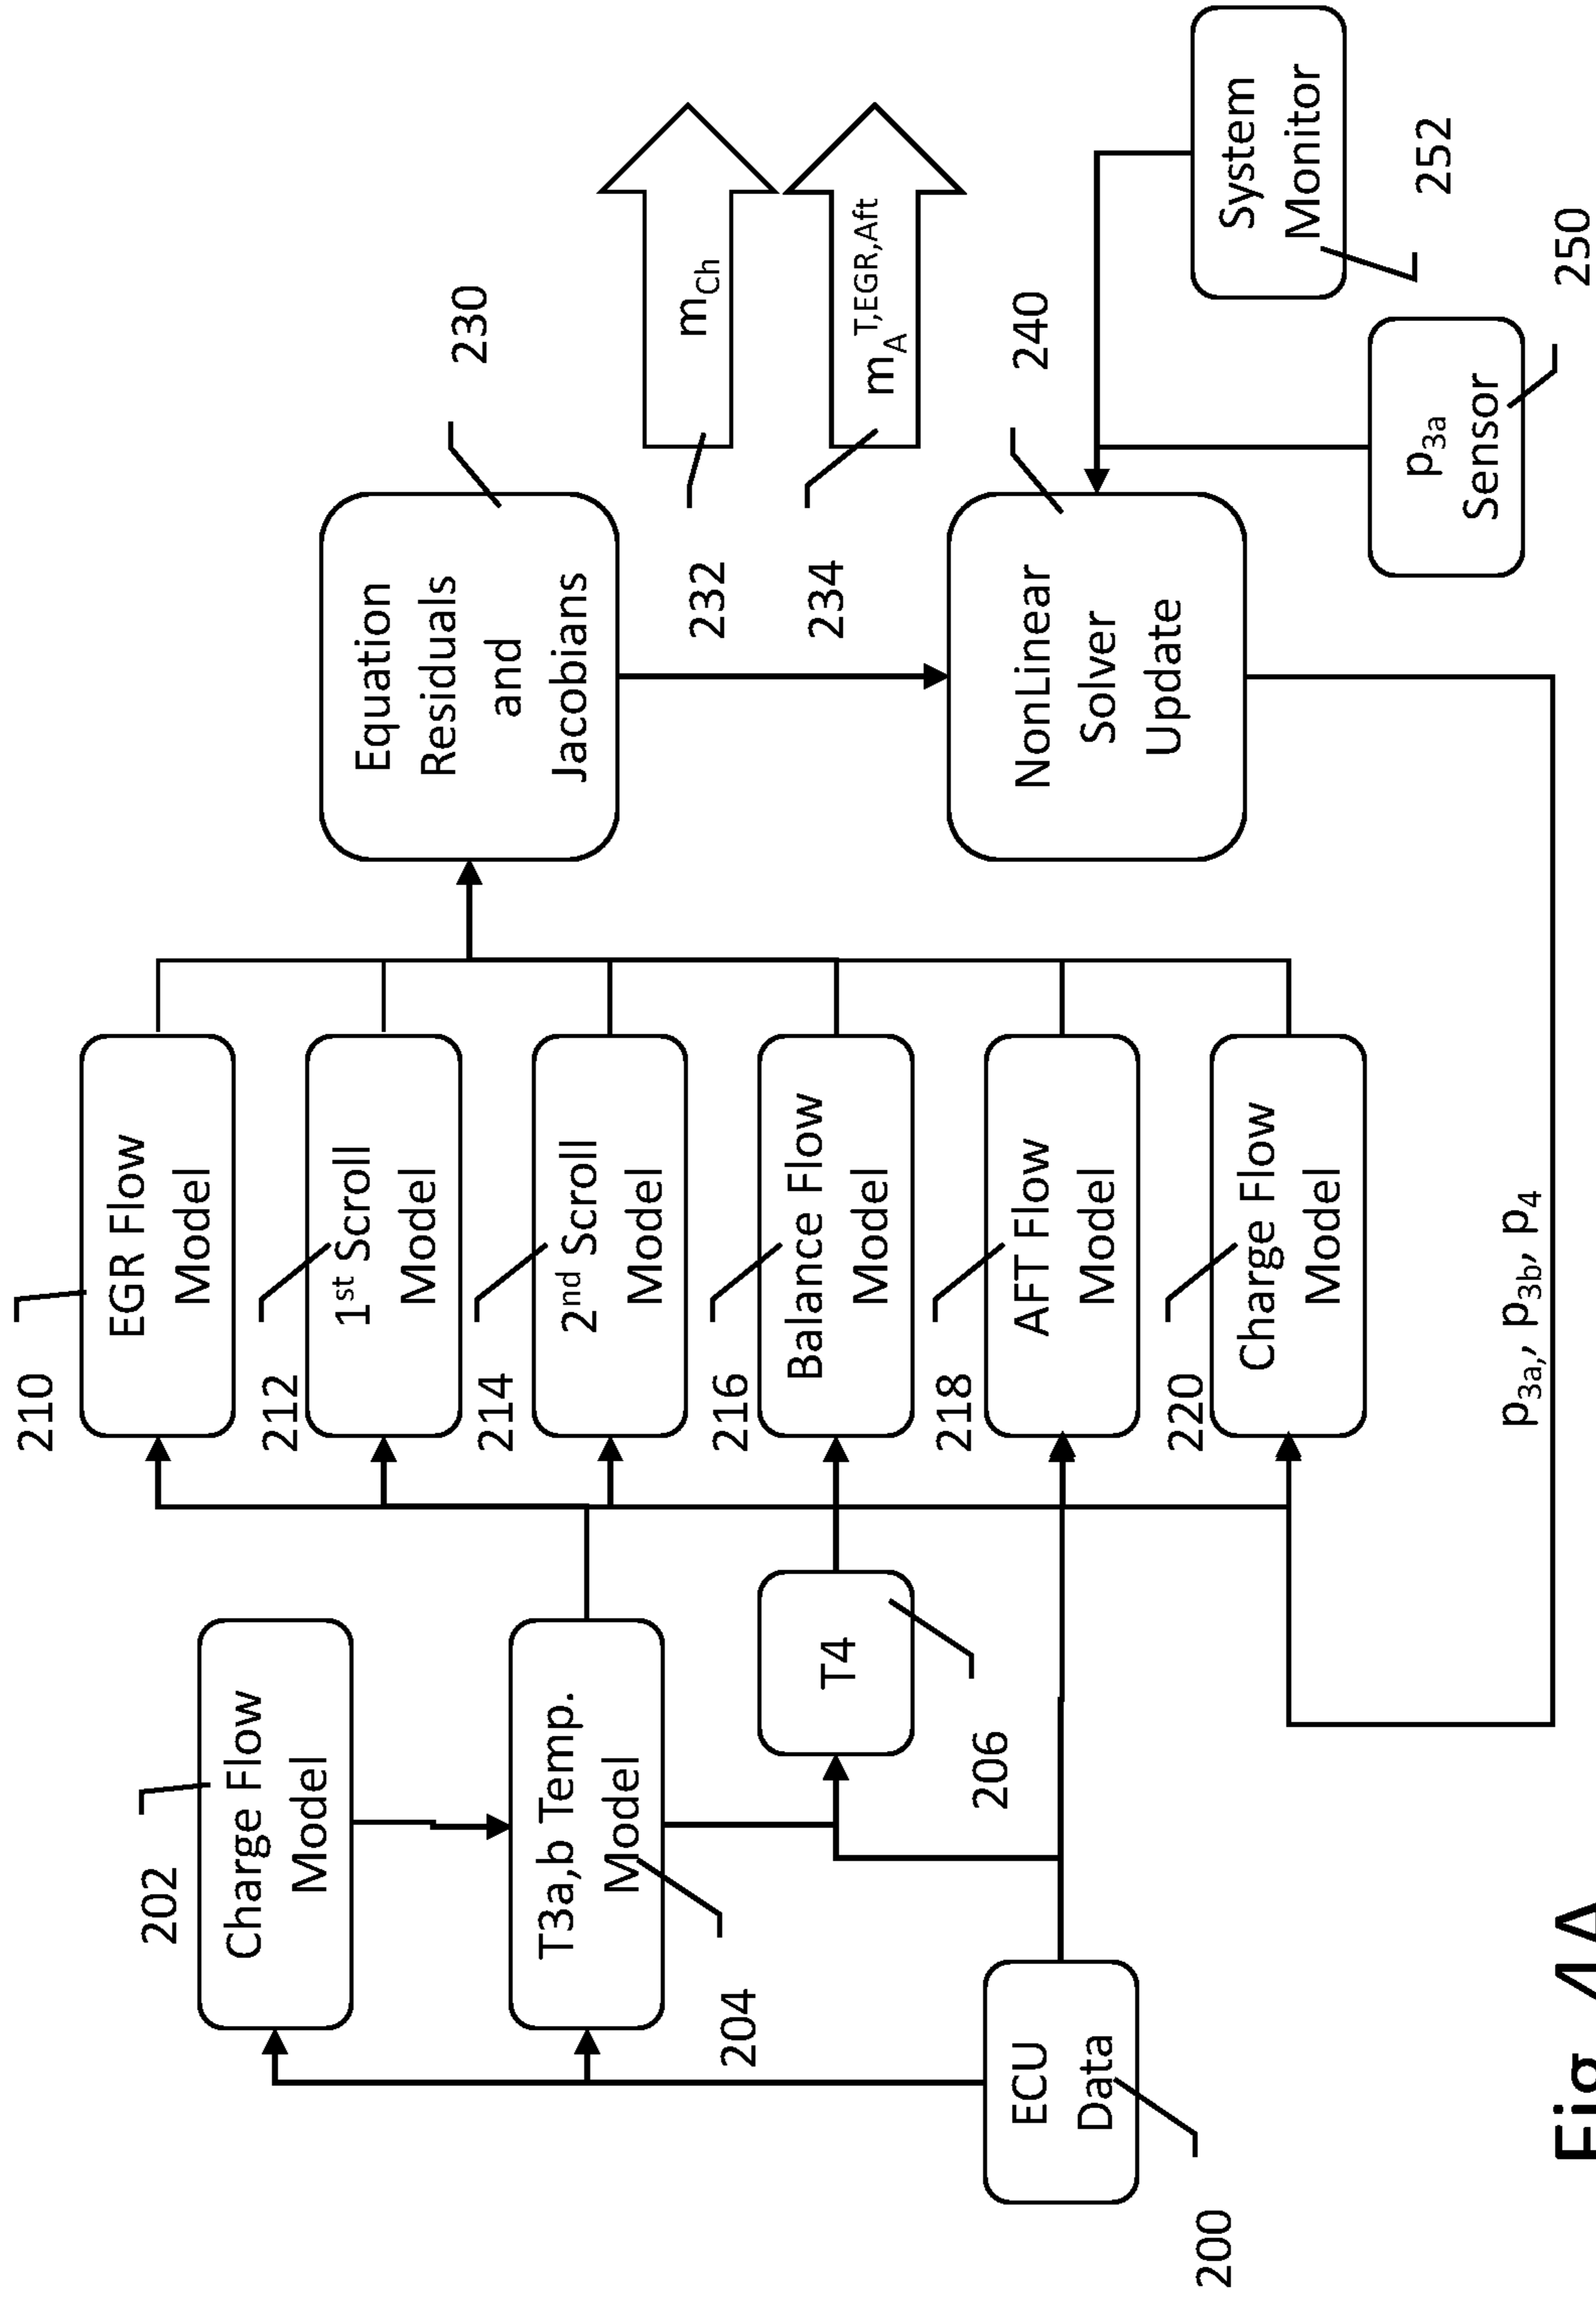 202
Charge Flow
Model
204
T3a,b Temp.
Model
200
ECU
Data
206
T4
210
EGR Flow
Model
212
1st Scroll
Model
214
2nd Scroll
Model
216
Balance Flow
Model
218
AFT Flow
Model
220
Charge Flow
Model
p3a,, p3b, p4
230
Equation
Residuals
and
Jacobians
232
mCh
234
mA T,EGR,Aft
240
NonLinear
Solver
Update
p3a
Sensor
250
System
Monitor
252
Fig. 4A